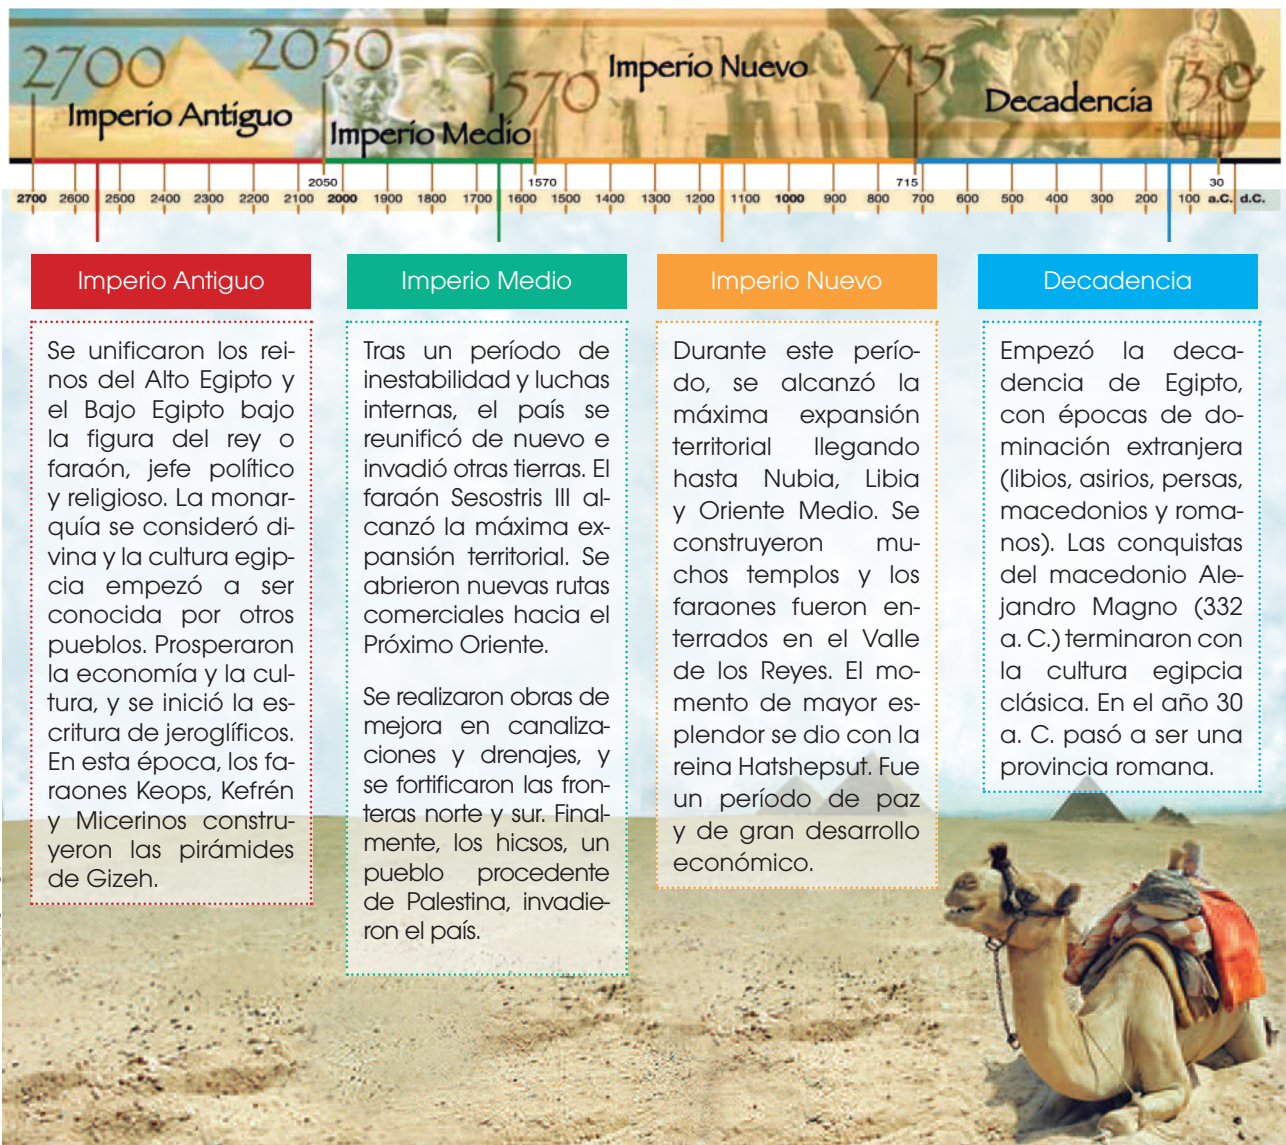 2700
2050
1570
715
30
Imperio Antiguo
Imperio Medio
Imperio Nuevo
Decadencia
2050
1570
715
30
2700 2600 2500 2400 2300 2200 2100 2000 1900 1800 1700 1600 1500 1400 1300 1200 1100 1000 900 800 700 600 500 400 300 200 100 a.C. d.C.
Imperio Antiguo
Se unificaron los rei-
nos del Alto Egipto y
el Bajo Egipto bajo
la figura del rey o
faraón, jefe político
y religioso. La monar-
quía se consideró di-
vina y la cultura egip-
cia empezó a ser
conocida por otros
pueblos. Prosperaron
la economía y la cul-
tura, y se inició la es-
critura de jeroglíficos.
En esta época, los fa-
raones Keops, Kefrén
y Micerinos constru-
yeron las pirámides
de Gizeh.
Imperio Medio
Tras un período de
inestabilidad y luchas
internas, el país se
reunificó de nuevo e
invadió otras tierras. El
faraón Sesostris III al-
canzó la máxima ex-
pansión territorial. Se
abrieron nuevas rutas
comerciales hacia el
Próximo Oriente.
Se realizaron obras de
mejora en canaliza-
ciones y drenajes, y
se fortificaron las fron-
teras norte y sur. Final-
mente, los hicsos, un
pueblo procedente
de Palestina, invadie-
ron el país.
Imperio Nuevo
Durante este perío-
do, se alcanzó la
máxima expansión
territorial llegando
hasta Nubia, Libia
y Oriente Medio. Se
construyeron mu-
chos templos y los
faraones fueron en-
terrados en el Valle
de los Reyes. El mo-
mento de mayor es-
plendor se dio con la
reina Hatshepsut. Fue
un período de paz
y de gran desarrollo
económico.
Decadencia
Empezó la deca-
dencia de Egipto,
con épocas de do-
minación extranjera
(libios, asirios, persas,
macedonios y roma-
nos). Las conquistas
del macedonio Ale-
jandro Magno (332
a. C.) terminaron con
la cultura egipcia
clásica. En el año 30
a. C. pasó a ser una
provincia romana.